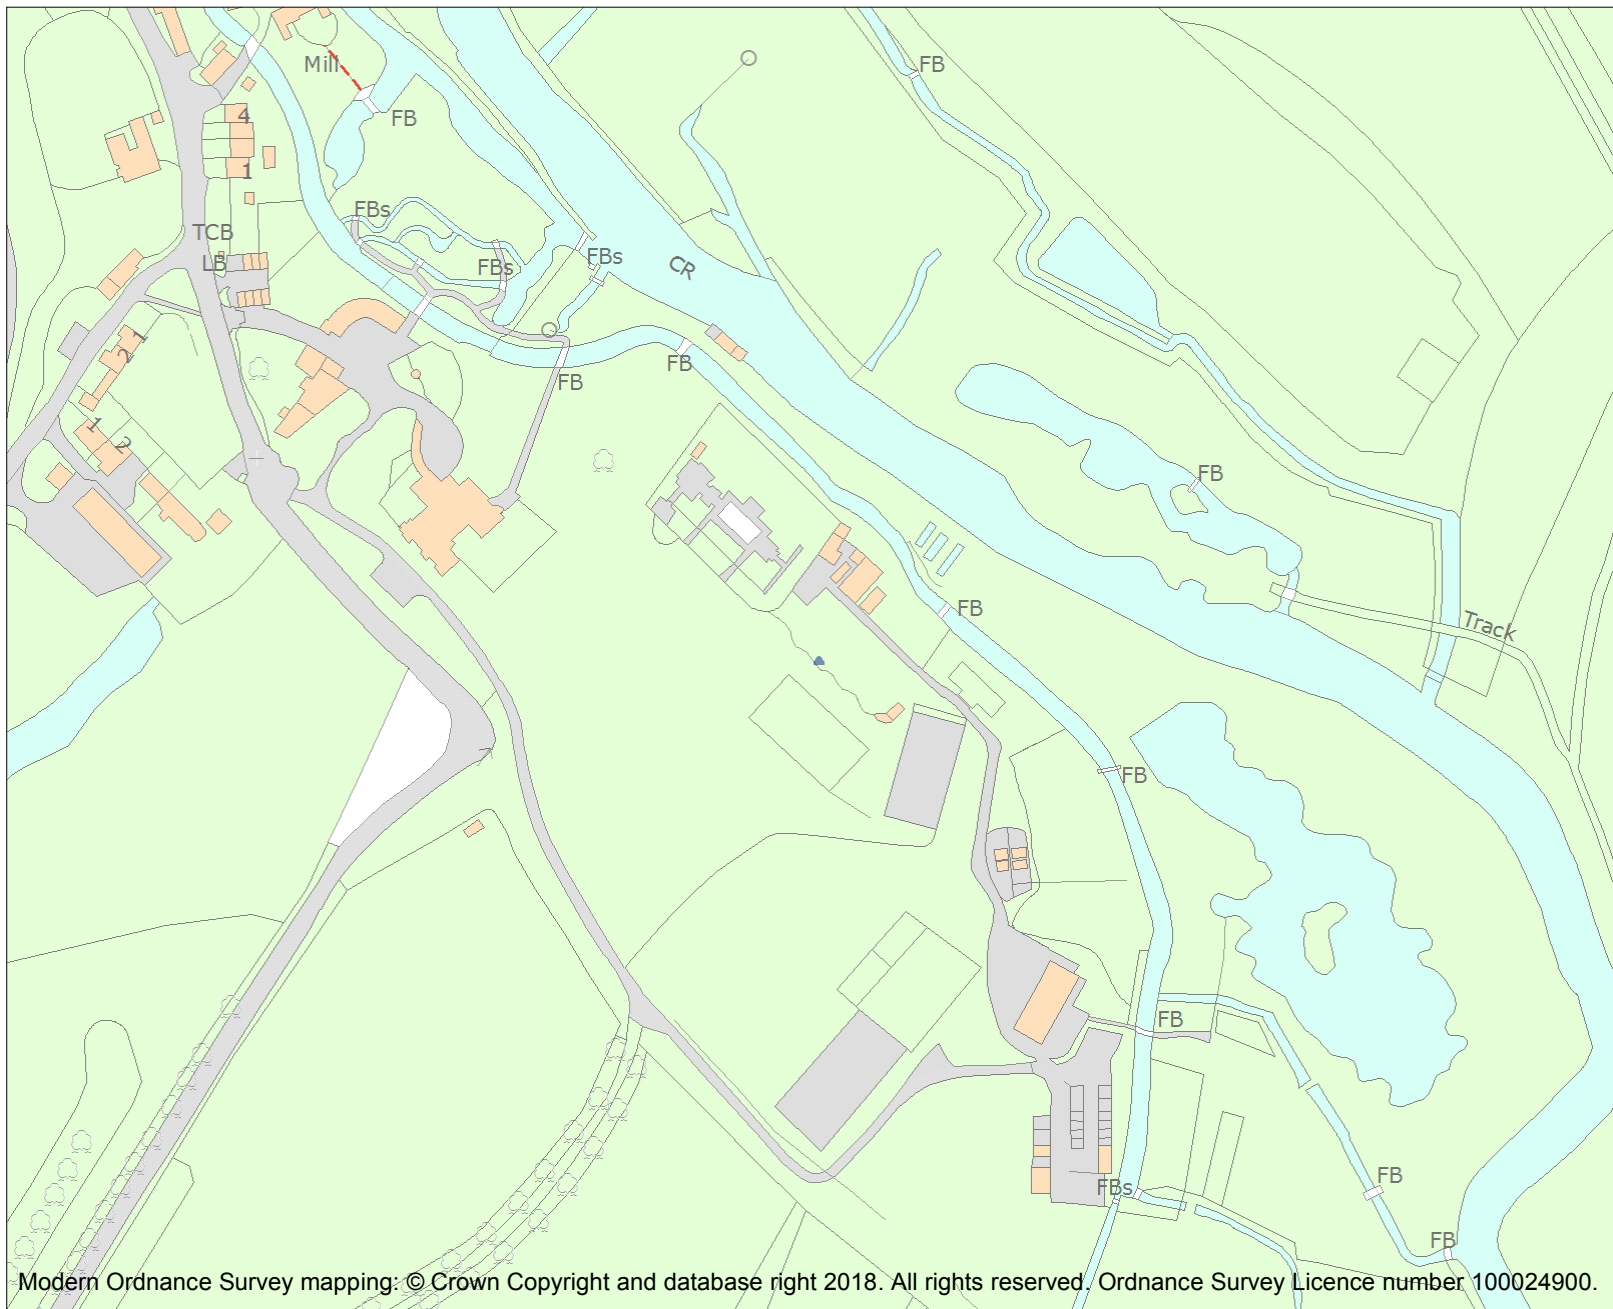 FB
Mill
4
FB
1
FBs
TCB
FBs
LB
FBs
CR
1
2
FB
FB
1
2
FB
FB
Track
FB
FB
FB
FBs
FB
Modern Ordnance Survey mapping: © Crown Copyright and database right 2018. All rights reserved. Ordnance Survey Licence number 100024900.